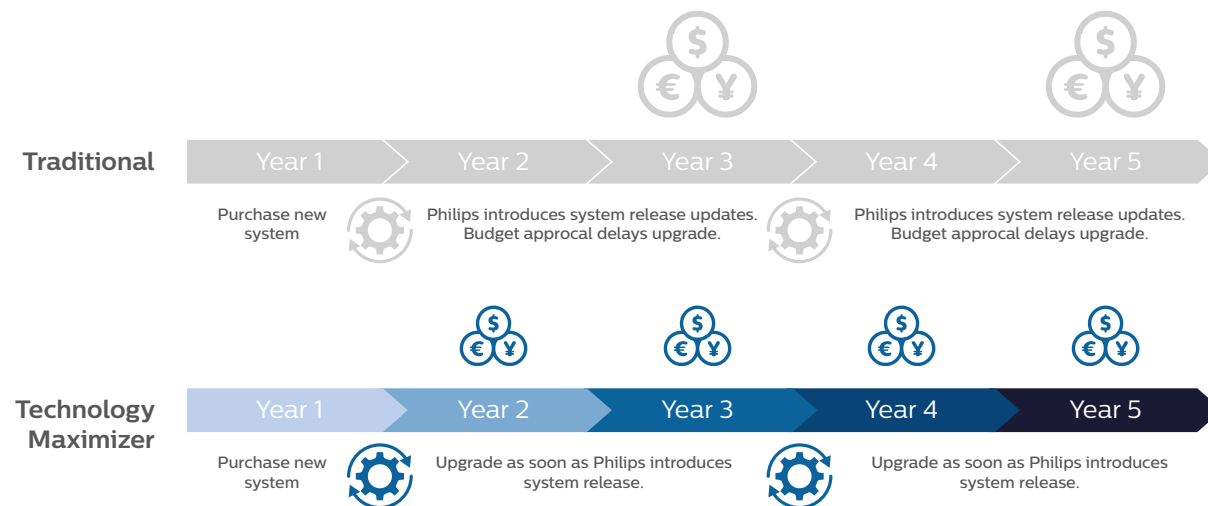 $
€ ¥
$
€ ¥
Traditional
Year 1
Year 2
Year 3
Year 4
Year 5
Purchase new
system
Philips introduces system release updates.
Budget approcal delays upgrade.
Philips introduces system release updates.
Budget approcal delays upgrade.
$
€ ¥
$
€ ¥
$
€ ¥
$
€ ¥
Technology
Maximizer
Year 1
Year 2
Year 3
Year 4
Year 5
Purchase new
system
Upgrade as soon as Philips introduces
system release.
Upgrade as soon as Philips introduces
system release.